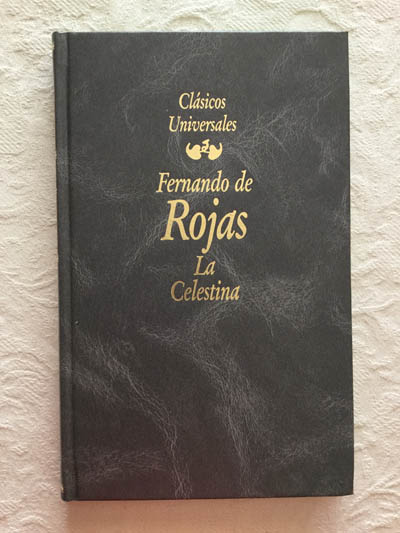 Clásicos
Universales
Fernando de
Rojas
La
Celestina